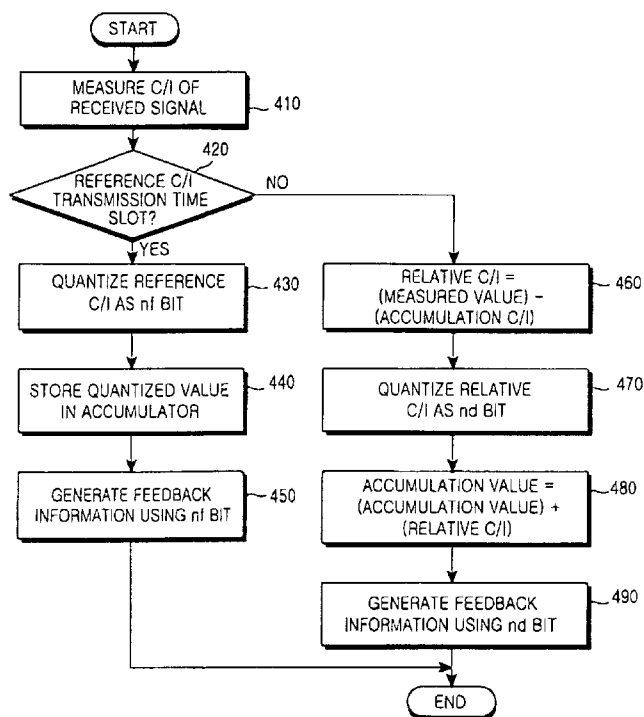 START
MEASURE C/I OF
RECEIVED SIGNAL
410
420
REFERENCE C/I
TRANSMISSION TIME
SLOT?
NO
YES
QUANTIZE REFERENCE
C/I AS nf BIT
430
STORE QUANTIZED VALUE
IN ACCUMULATOR
440
GENERATE FEEDBACK
INFORMATION USING nf BIT
450
RELATIVE C/I =
(MEASURED VALUE) –
(ACCUMULATION C/I)
460
QUANTIZE RELATIVE
C/I AS nd BIT
470
ACCUMULATION VALUE =
(ACCUMULATION VALUE) +
(RELATIVE C/I)
480
GENERATE FEEDBACK
INFORMATION USING nd BIT
490
END